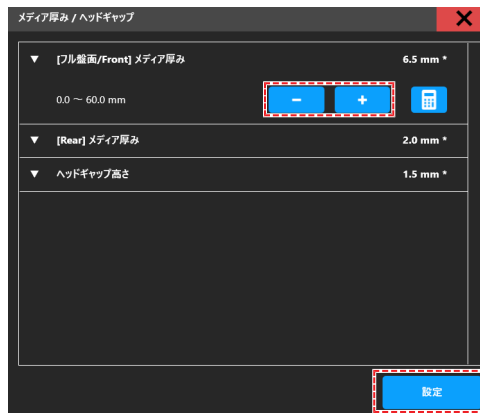 メディア厚み / ヘッドギャップ
▼ [フル盤面/Front] メディア厚み 6.5 mm *
0.0 ～ 60.0 mm － ＋
▼ [Rear] メディア厚み 2.0 mm *
▼ ヘッドギャップ高さ 1.5 mm *
設定